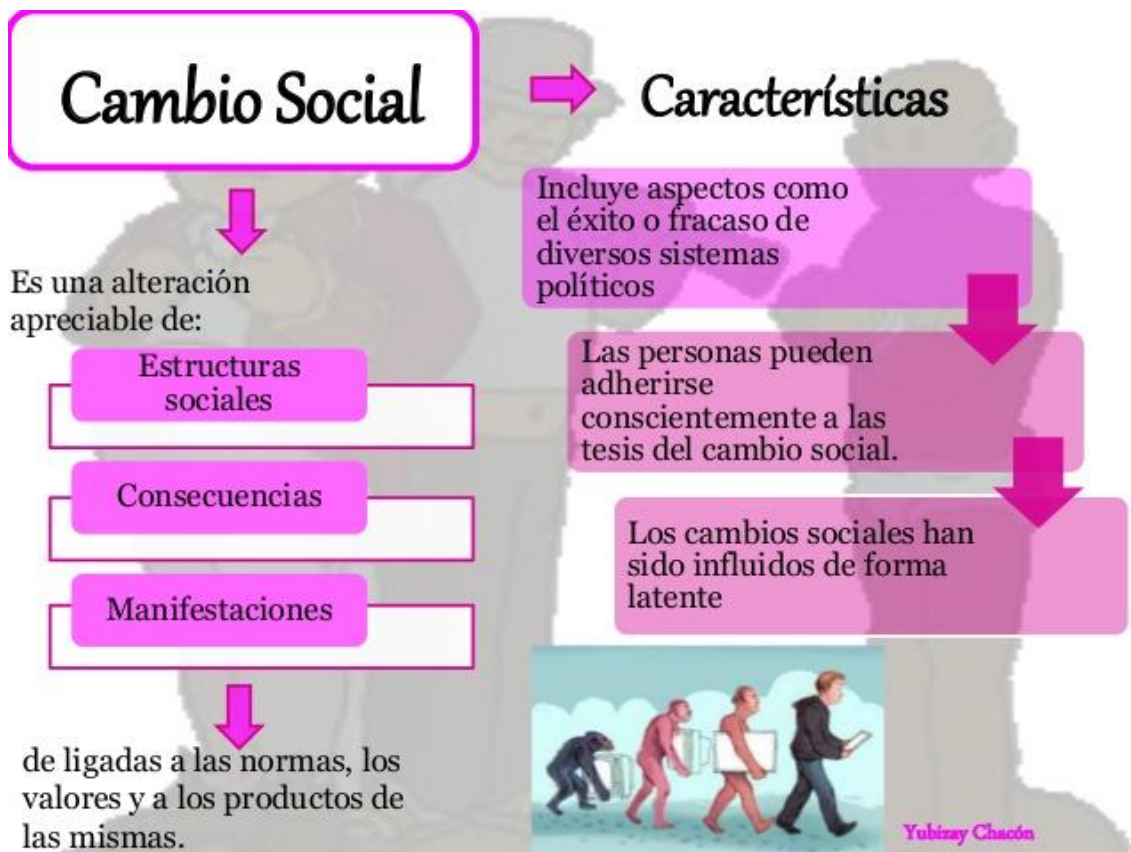 Cambio Social
Es una alteración
apreciable de:
Estructuras
sociales
Consecuencias
Manifestaciones
de ligadas a las normas, los
valores y a los productos de
las mismas.
Características
Incluye aspectos como
el éxito o fracaso de
diversos sistemas
políticos
Las personas pueden
adherirse
conscientemente a las
tesis del cambio social.
Los cambios sociales han
sido influidos de forma
latente
Yubizay Chacón